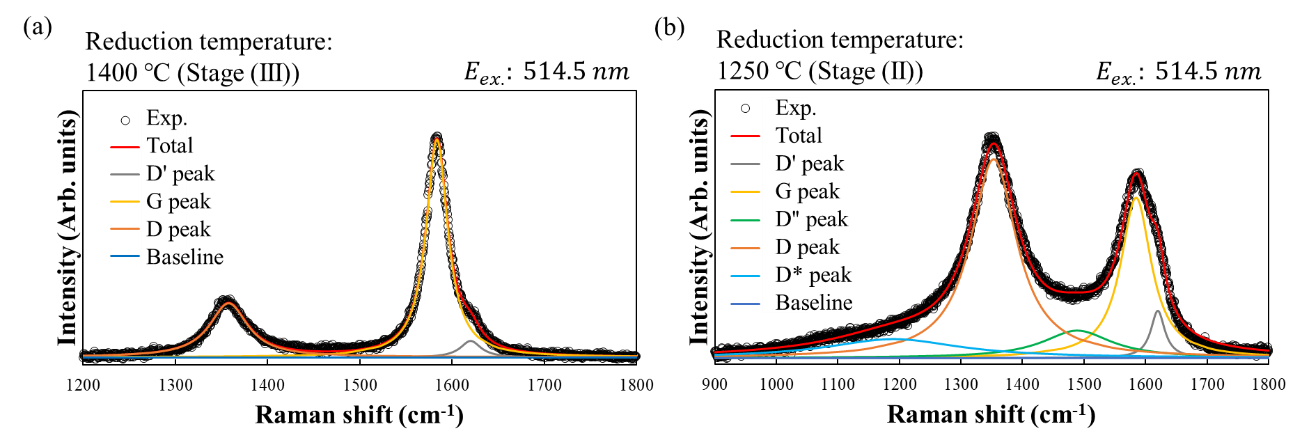 (a)
Reduction temperature:
1400 ℃ (Stage (Ⅲ))
E_ex.: 514.5 nm
Exp.
Total
D' peak
G peak
D peak
Baseline
Intensity (Arb. units)
1200 1300 1400 1500 1600 1700 1800
Raman shift (cm⁻¹)
(b)
Reduction temperature:
1250 ℃ (Stage (Ⅱ))
E_ex.: 514.5 nm
Exp.
Total
D' peak
G peak
D'' peak
D peak
D* peak
Baseline
Intensity (Arb. units)
900 1000 1100 1200 1300 1400 1500 1600 1700 1800
Raman shift (cm⁻¹)